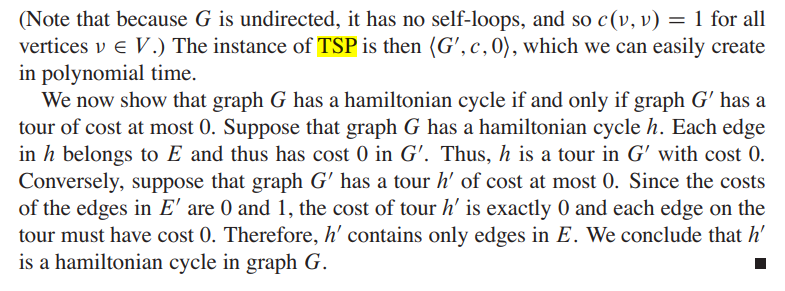 (Note that because G is undirected, it has no self-loops, and so c(v, v) = 1 for all
vertices v ∈ V.) The instance of TSP is then ⟨G′, c, 0⟩, which we can easily create
in polynomial time.
We now show that graph G has a hamiltonian cycle if and only if graph G′ has a
tour of cost at most 0. Suppose that graph G has a hamiltonian cycle h. Each edge
in h belongs to E and thus has cost 0 in G′. Thus, h is a tour in G′ with cost 0.
Conversely, suppose that graph G′ has a tour h′ of cost at most 0. Since the costs
of the edges in E′ are 0 and 1, the cost of tour h′ is exactly 0 and each edge on the
tour must have cost 0. Therefore, h′ contains only edges in E. We conclude that h′
is a hamiltonian cycle in graph G. ■